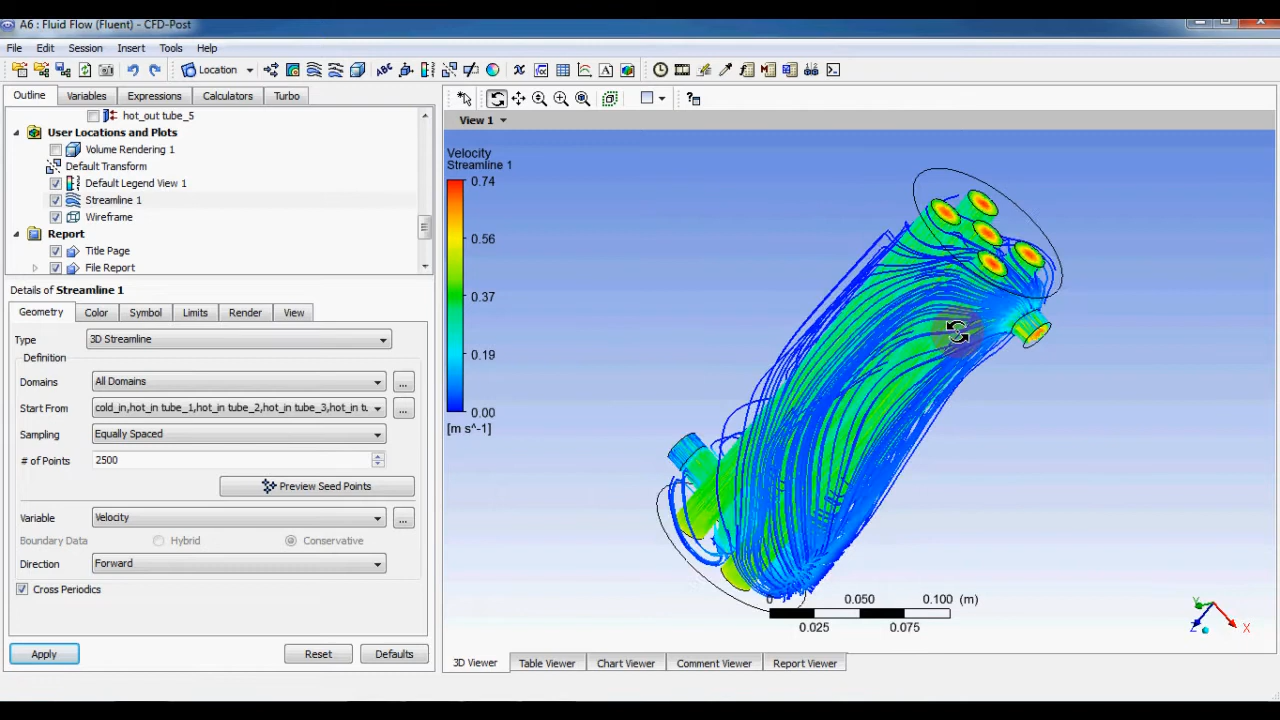 A6 : Fluid Flow (Fluent) - CFD-Post
File Edit Session Insert Tools Help
Location
Outline Variables Expressions Calculators Turbo
hot_out tube_5
User Locations and Plots
Volume Rendering 1
Default Transform
Default Legend View 1
Streamline 1
Wireframe
Report
Title Page
File Report
Details of Streamline 1
Geometry Color Symbol Limits Render View
Type 3D Streamline
Definition
Domains All Domains ...
Start From cold_in,hot_in tube_1,hot_in tube_2,hot_in tube_3,hot_in tu ...
Sampling Equally Spaced
# of Points 2500
Preview Seed Points
Variable Velocity ...
Boundary Data Hybrid Conservative
Direction Forward
Cross Periodics
Apply Reset Defaults
View 1
Velocity
Streamline 1
0.74
0.56
0.37
0.19
0.00
[m s^-1]
0 0.050 0.100 (m)
0.025 0.075
Y
Z
X
3D Viewer Table Viewer Chart Viewer Comment Viewer Report Viewer